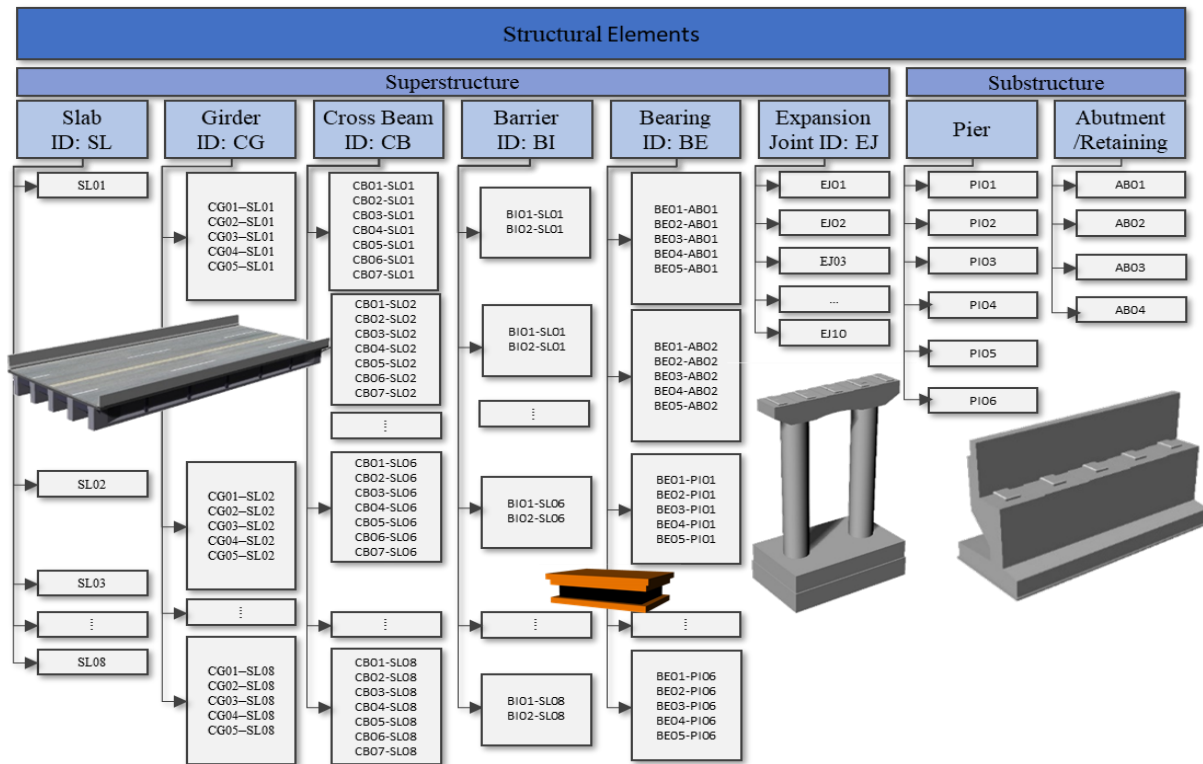 Structural Elements
Superstructure
Substructure
Slab
ID: SL
Girder
ID: CG
Cross Beam
ID: CB
Barrier
ID: BI
Bearing
ID: BE
Expansion
Joint ID: EJ
Pier
Abutment
/Retaining
SL01
SL02
SL03
⋮
SL08
CG01–SL01
CG02–SL01
CG03–SL01
CG04–SL01
CG05–SL01
CG01–SL02
CG02–SL02
CG03–SL02
CG04–SL02
CG05–SL02
⋮
CG01–SL08
CG02–SL08
CG03–SL08
CG04–SL08
CG05–SL08
CB01-SL01
CB02-SL01
CB03-SL01
CB04-SL01
CB05-SL01
CB06-SL01
CB07-SL01
CB01-SL02
CB02-SL02
CB03-SL02
CB04-SL02
CB05-SL02
CB06-SL02
CB07-SL02
⋮
CB01-SL06
CB02-SL06
CB03-SL06
CB04-SL06
CB05-SL06
CB06-SL06
CB07-SL06
⋮
CB01-SL08
CB02-SL08
CB03-SL08
CB04-SL08
CB05-SL08
CB06-SL08
CB07-SL08
BI01-SL01
BI02-SL01
BI01-SL01
BI02-SL01
⋮
BI01-SL06
BI02-SL06
⋮
BI01-SL08
BI02-SL08
BE01-AB01
BE02-AB01
BE03-AB01
BE04-AB01
BE05-AB01
BE01-AB02
BE02-AB02
BE03-AB02
BE04-AB02
BE05-AB02
BE01-PI01
BE02-PI01
BE03-PI01
BE04-PI01
BE05-PI01
⋮
BE01-PI06
BE02-PI06
BE03-PI06
BE04-PI06
BE05-PI06
EJ01
EJ02
EJ03
...
EJ10
PI01
PI02
PI03
PI04
PI05
PI06
AB01
AB02
AB03
AB04